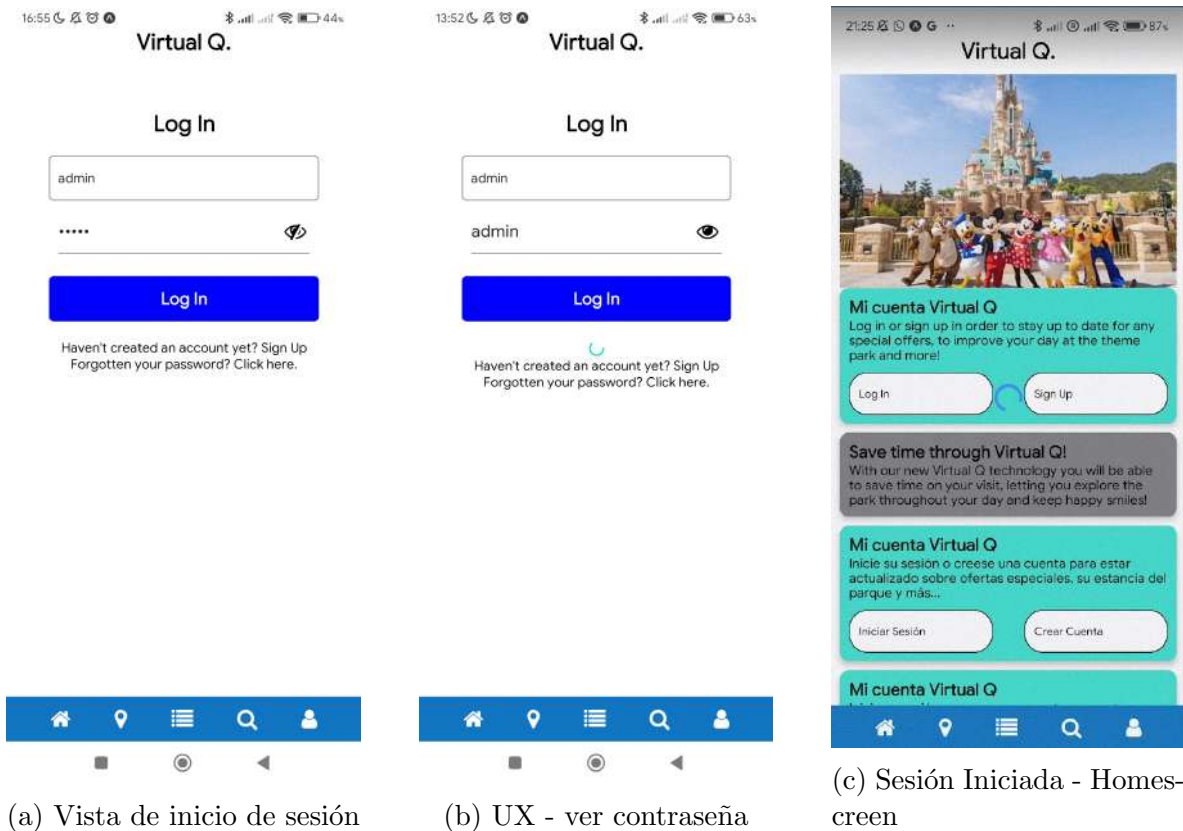 16:55
44%
Virtual Q.
Log In
admin
•••••
Log In
Haven't created an account yet? Sign Up
Forgotten your password? Click here.
(a) Vista de inicio de sesión
13:52
63%
Virtual Q.
Log In
admin
admin
Log In
Haven't created an account yet? Sign Up
Forgotten your password? Click here.
(b) UX - ver contraseña
21:25 G ··
87%
Virtual Q.
Mi cuenta Virtual Q
Log in or sign up in order to stay up to date for any
special offers, to improve your day at the theme
park and more!
Log In
Sign Up
Save time through Virtual Q!
With our new Virtual Q technology you will be able
to save time on your visit, letting you explore the
park throughout your day and keep happy smiles!
Mi cuenta Virtual Q
Inicie su sesión o creese una cuenta para estar
actualizado sobre ofertas especiales, su estancia del
parque y más...
Iniciar Sesión
Crear Cuenta
Mi cuenta Virtual Q
(c) Sesión Iniciada - Homes-
creen